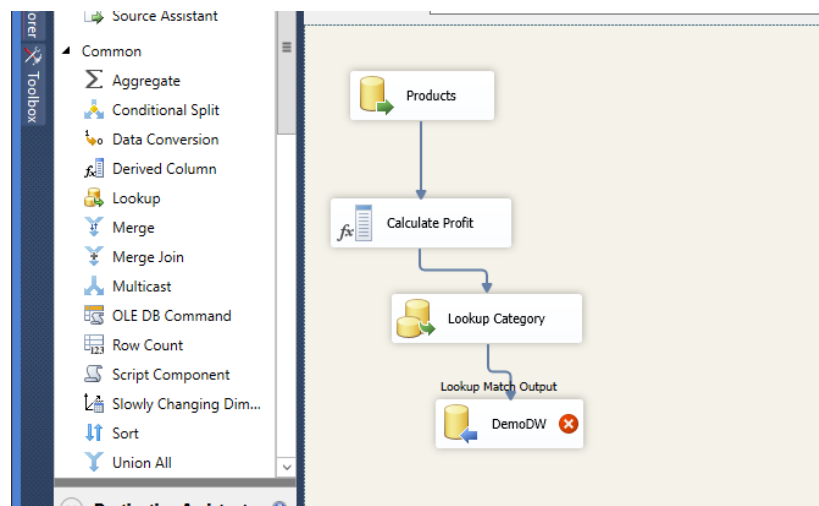 orer
Toolbox
Source Assistant
Common
Aggregate
Conditional Split
Data Conversion
Derived Column
Lookup
Merge
Merge Join
Multicast
OLE DB Command
Row Count
Script Component
Slowly Changing Dim...
Sort
Union All
Products
fx
Calculate Profit
Lookup Category
Lookup Match Output
DemoDW